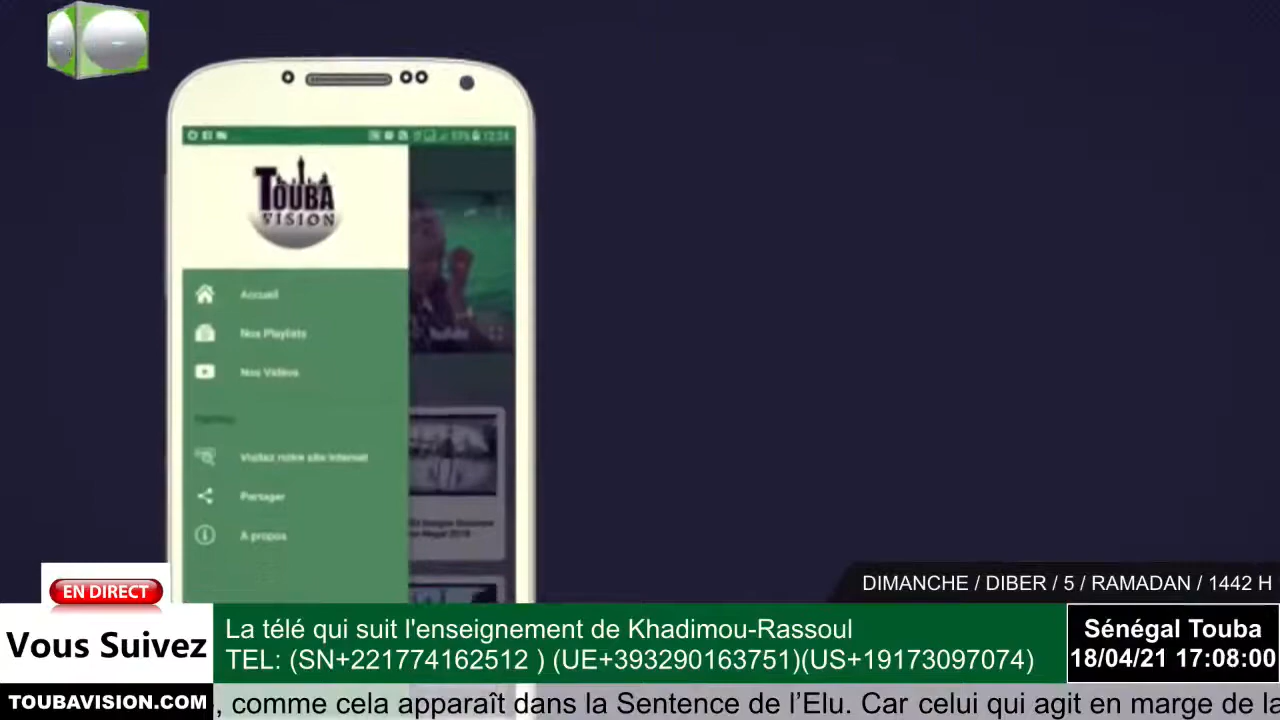 TOUBA
VISION
Accueil
Nos Playlists
Nos Vidéos
Visitez notre site internet
Partager
A propos
EN DIRECT
DIMANCHE / DIBER / 5 / RAMADAN / 1442 H
Vous Suivez
La télé qui suit l'enseignement de Khadimou-Rassoul
TEL: (SN+221774162512 ) (UE+393290163751)(US+19173097074)
Sénégal Touba
18/04/21 17:08:00
TOUBAVISION.COM
, comme cela apparaît dans la Sentence de l’Elu. Car celui qui agit en marge de la